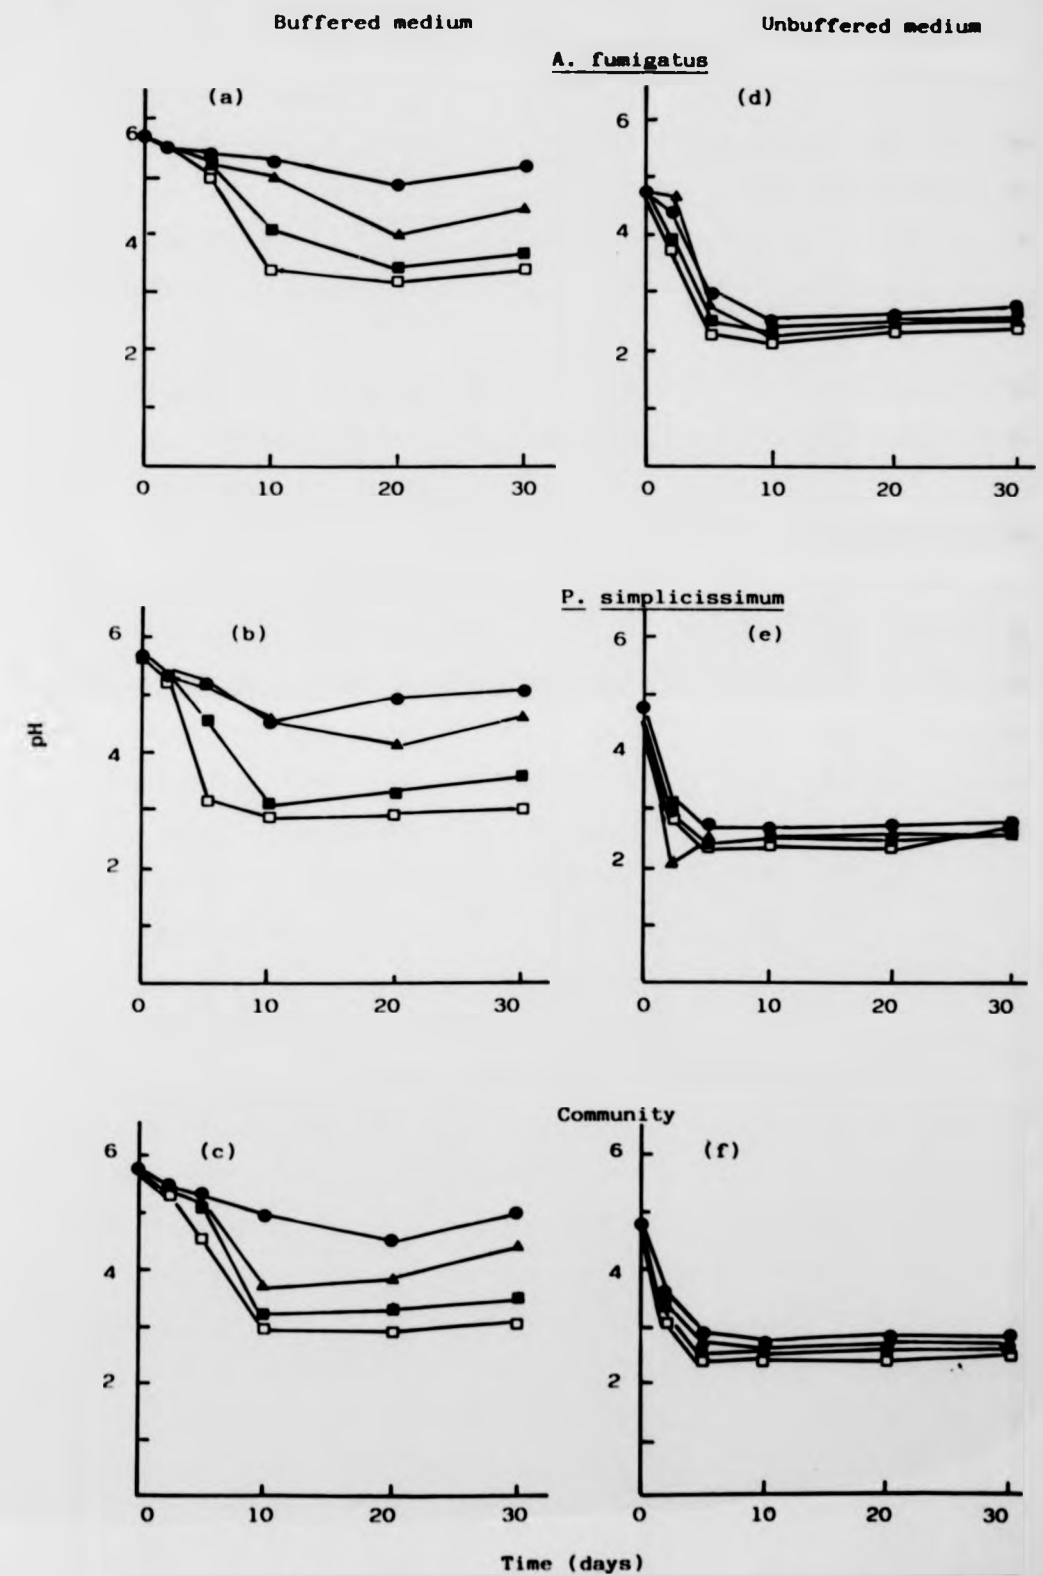 Buffered medium Unbuffered medium
A. fumigatus
(a) (d)
6 6
4 4
2 2
0 10 20 30 0 10 20 30
P. simplicissimum
(b) (e)
6 6
pH
4 4
2 2
0 10 20 30 0 10 20 30
Community
(c) (f)
6 6
4 4
2 2
0 10 20 30 0 10 20 30
Time (days)